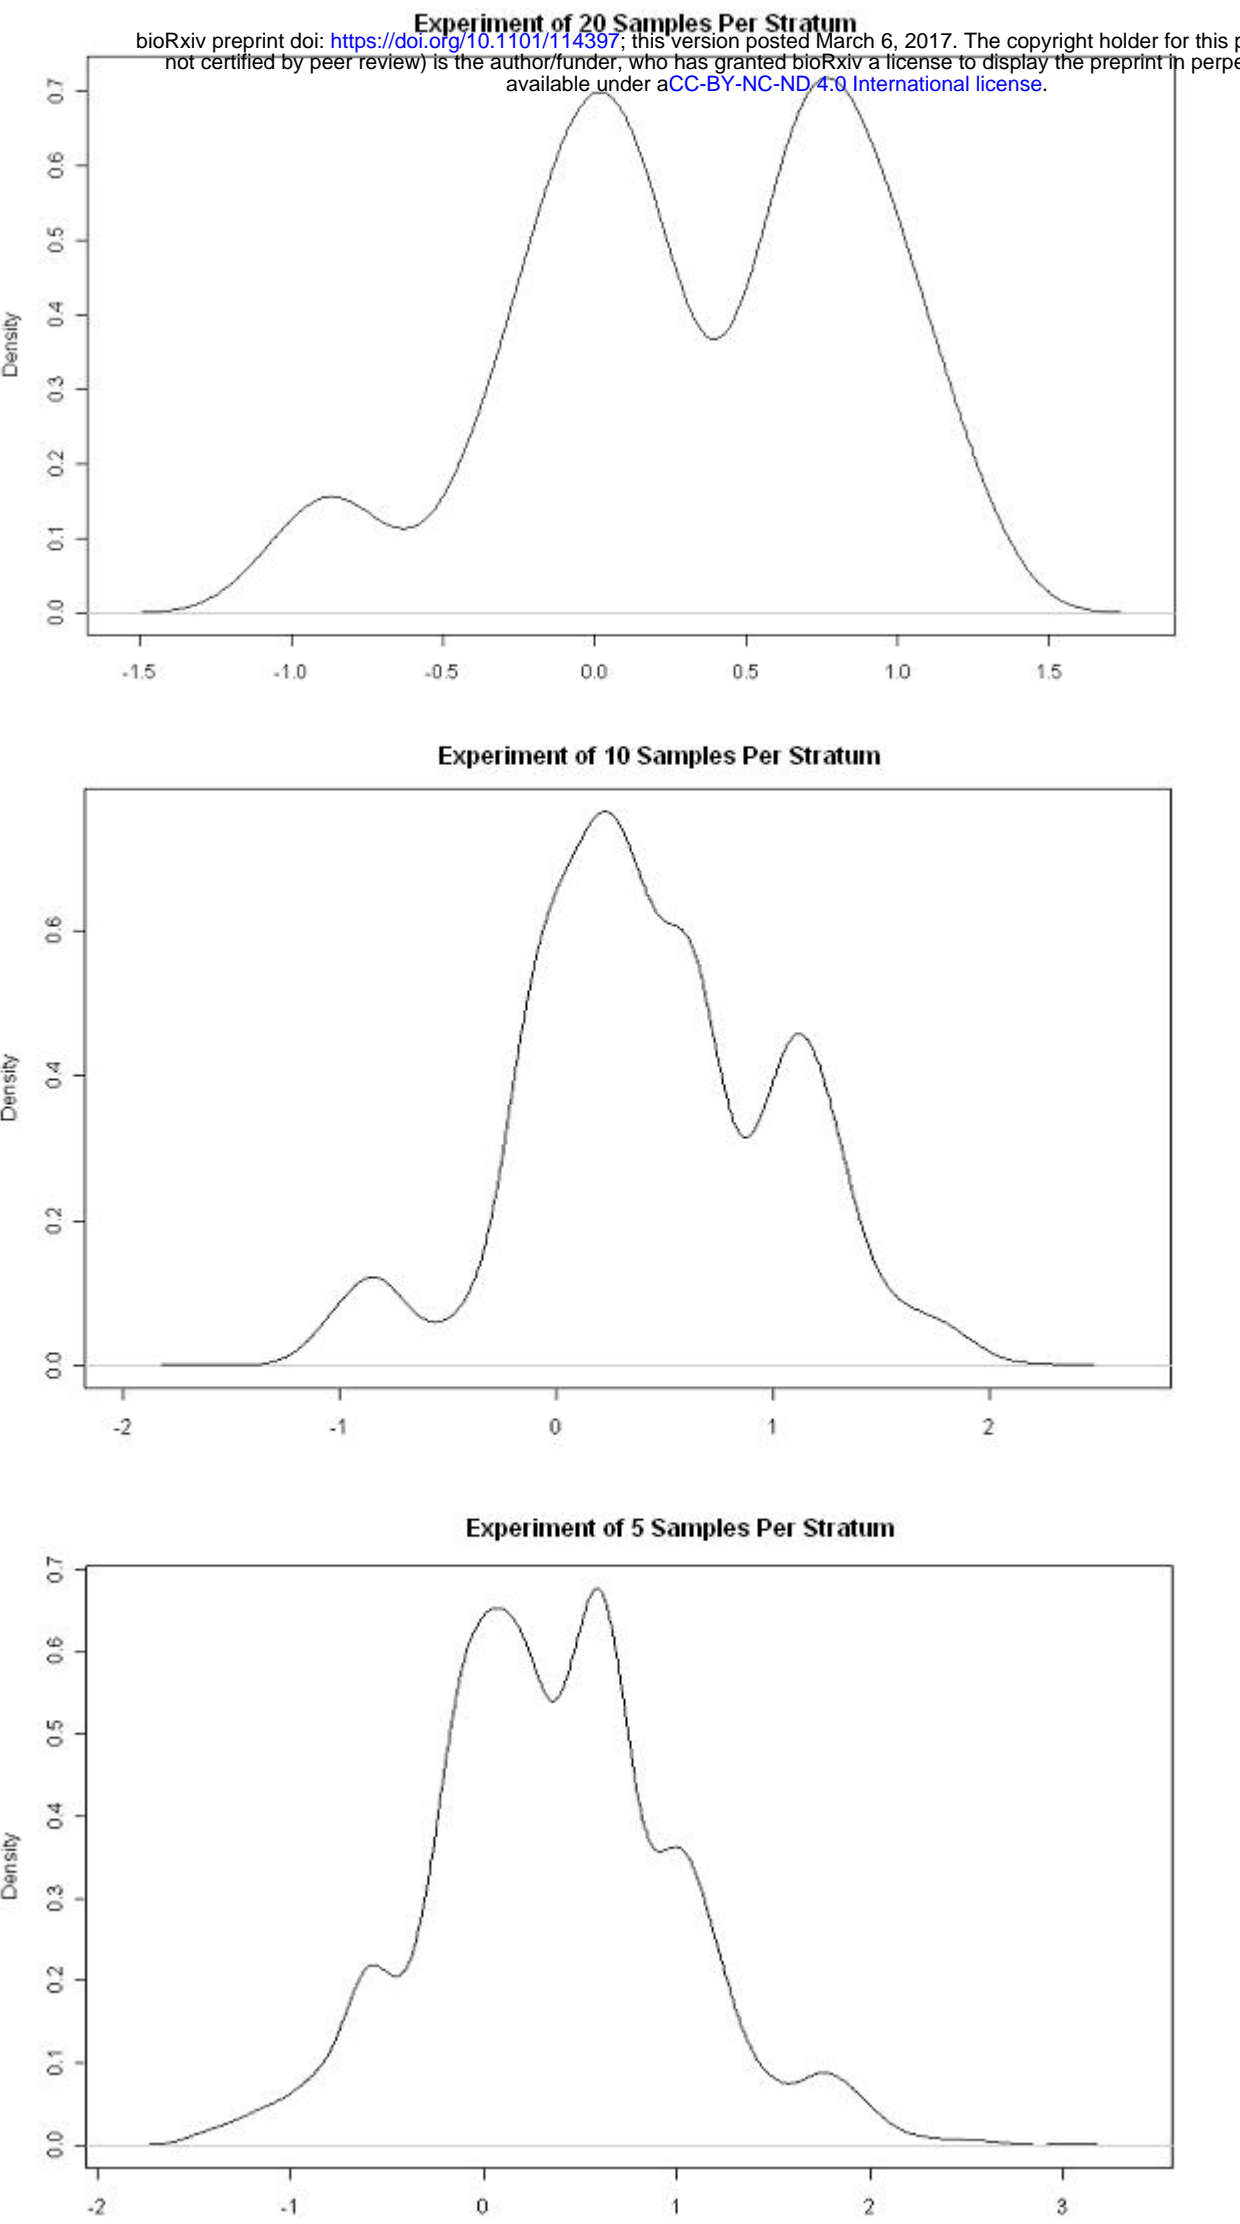 Experiment of 20 Samples Per Stratum
bioRxiv preprint doi: https://doi.org/10.1101/114397; this version posted March 6, 2017. The copyright holder for this p
not certified by peer review) is the author/funder, who has granted bioRxiv a license to display the preprint in perpe
available under aCC-BY-NC-ND 4.0 International license.
Density
0.7
0.6
0.5
0.4
0.3
0.2
0.1
0.0
-1.5 -1.0 -0.5 0.0 0.5 1.0 1.5
Experiment of 10 Samples Per Stratum
Density
0.6
0.4
0.2
0.0
-2 -1 0 1 2
Experiment of 5 Samples Per Stratum
Density
0.7
0.6
0.5
0.4
0.3
0.2
0.1
0.0
-2 -1 0 1 2 3